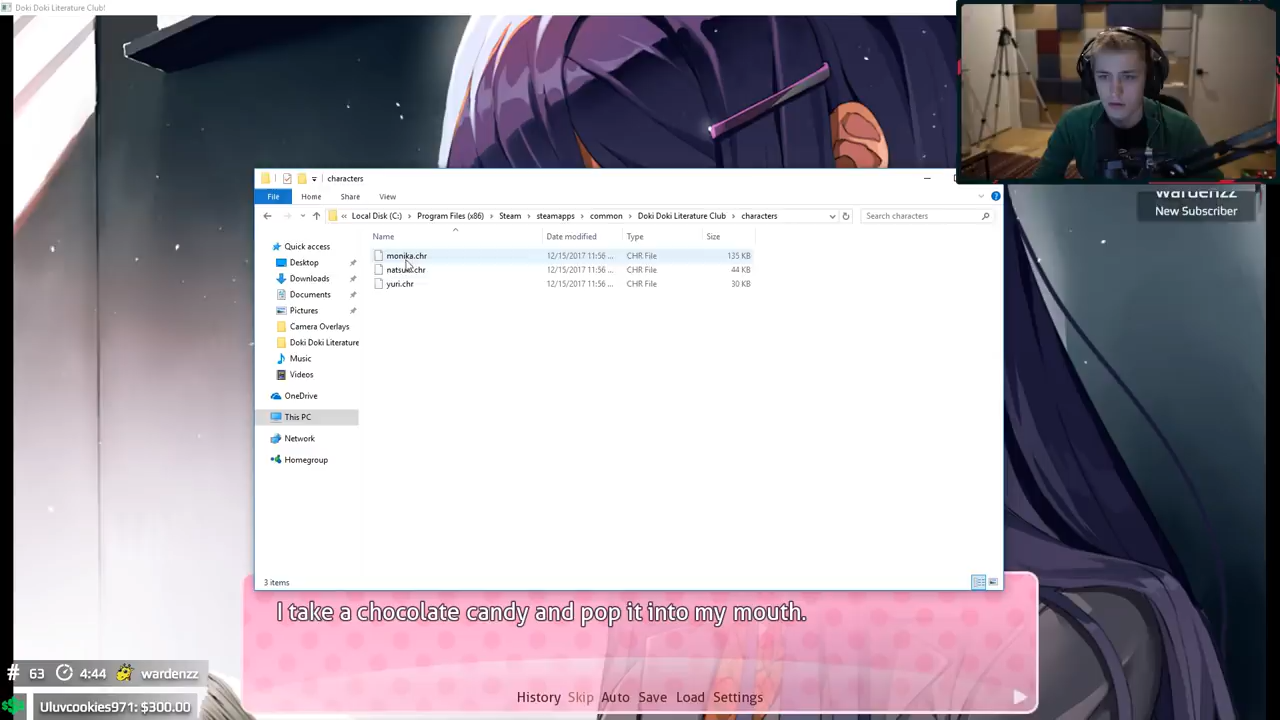 Doki Doki Literature Club!
characters
File Home Share View
« Local Disk (C:) Program Files (x86) Steam steamapps common Doki Doki Literature Club characters
Search characters
Name Date modified Type Size
monika.chr 12/15/2017 11:56 ... CHR File 135 KB
natsuki.chr 12/15/2017 11:56 ... CHR File 44 KB
yuri.chr 12/15/2017 11:56 ... CHR File 30 KB
Quick access
Desktop
Downloads
Documents
Pictures
Camera Overlays
Doki Doki Literature
Music
Videos
OneDrive
This PC
Network
Homegroup
3 items
wardenzz
New Subscriber
I take a chocolate candy and pop it into my mouth.
History Skip Auto Save Load Settings
# 63 4:44 wardenzz
Uluvcookies971: $300.00